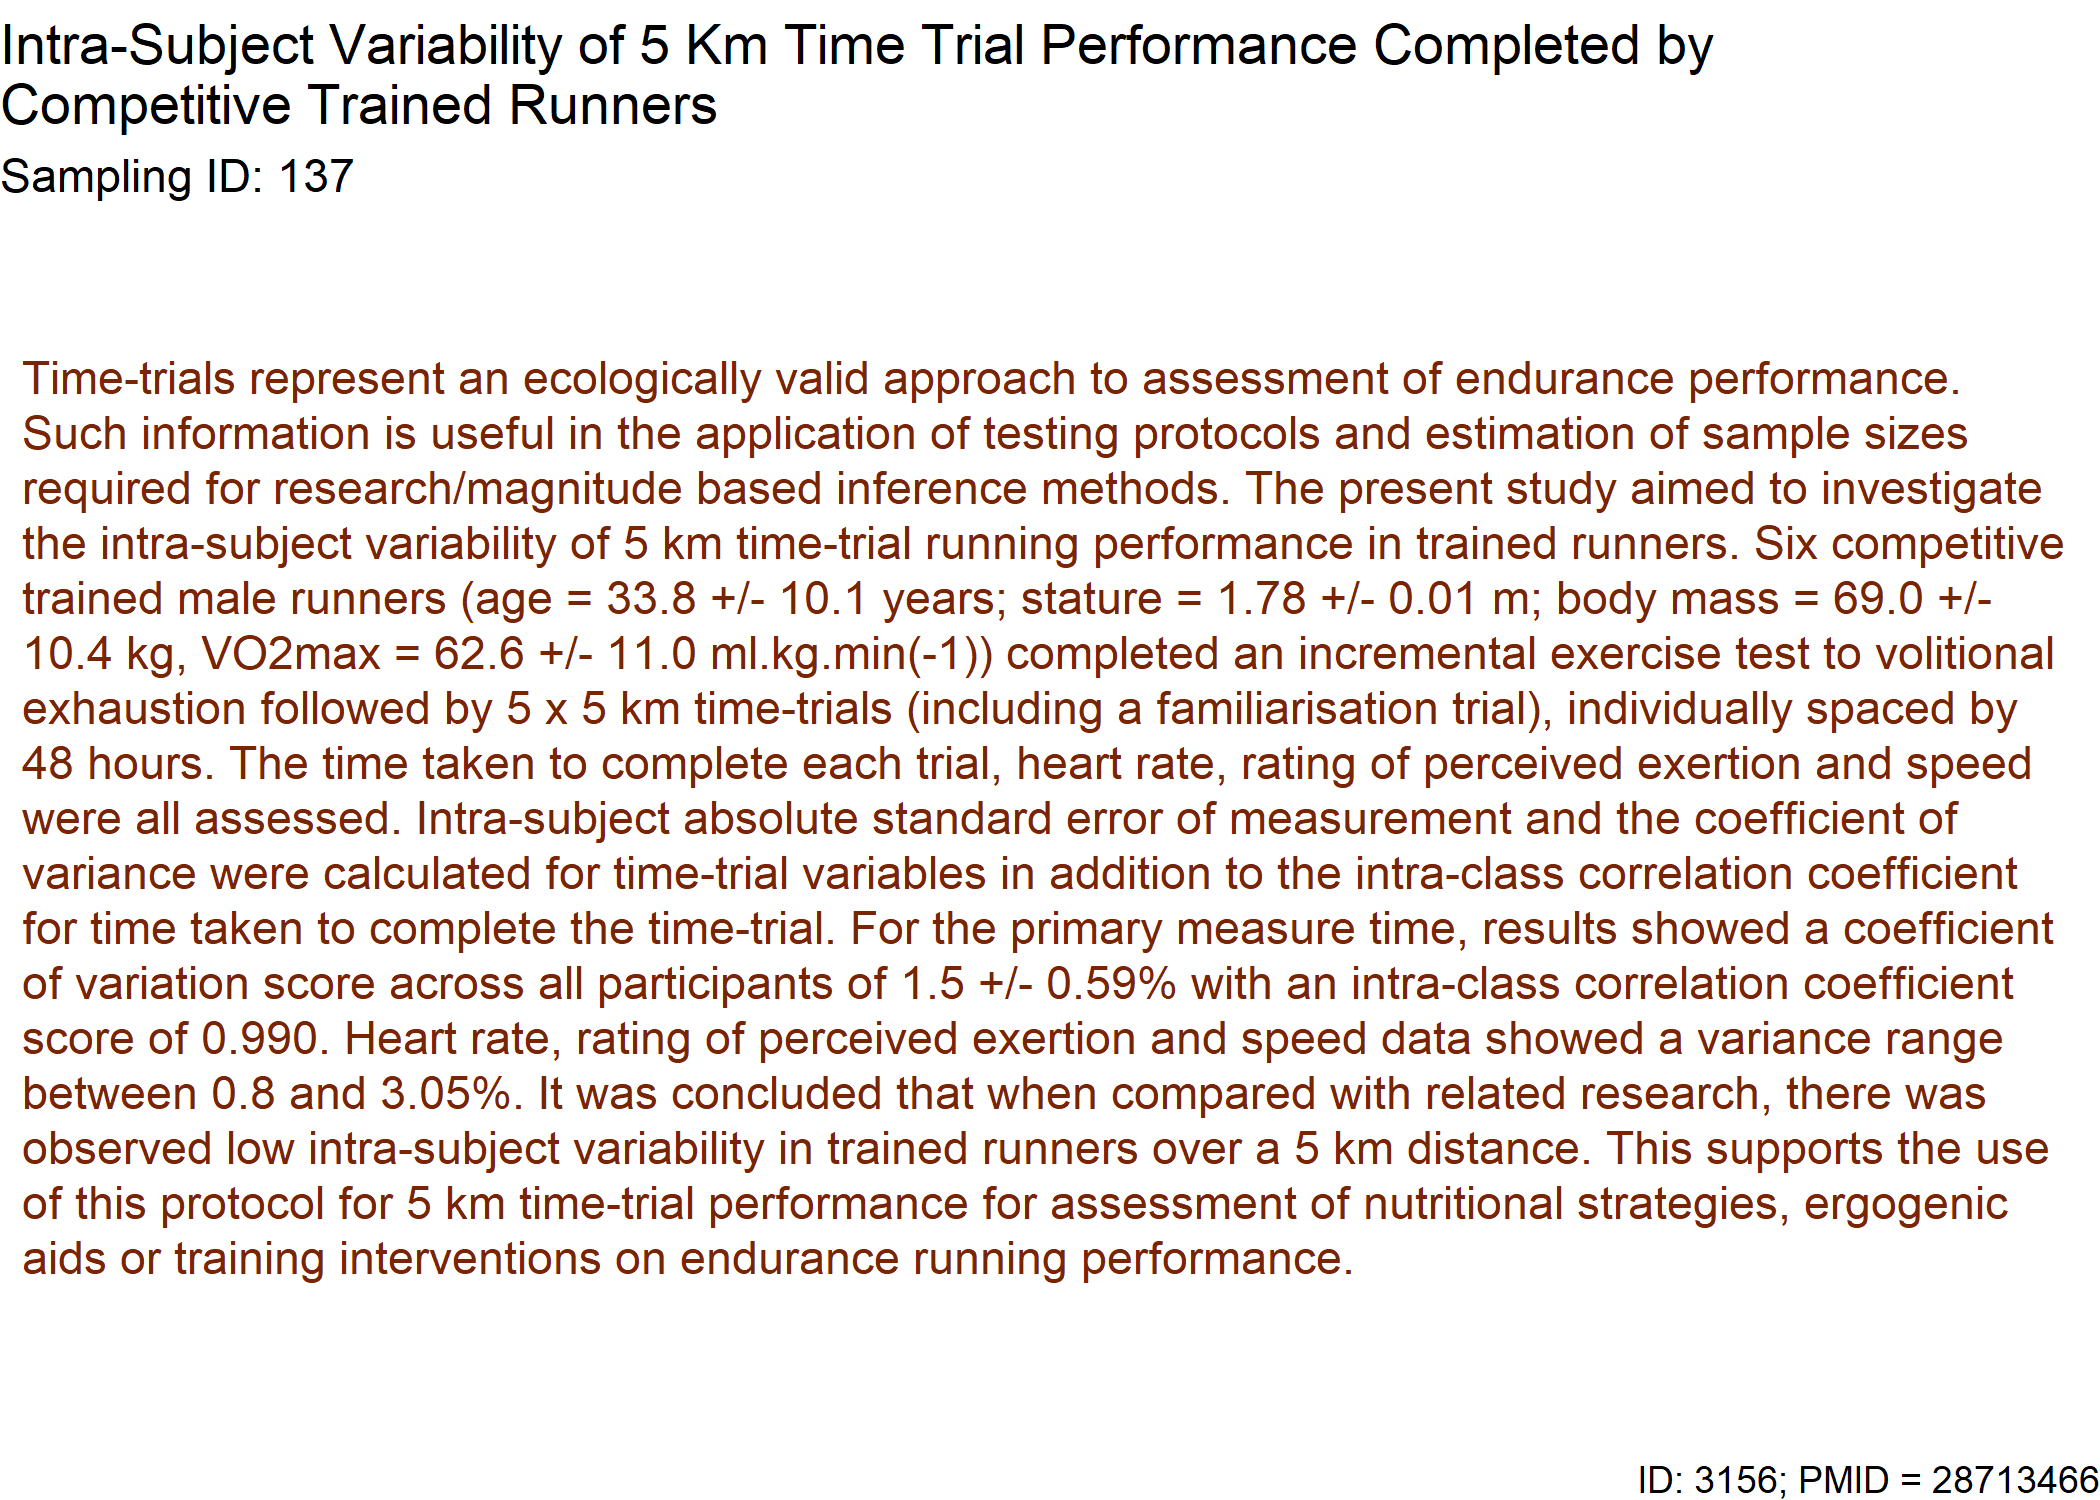 Intra-Subject Variability of 5 Km Time Trial Performance Completed by
Competitive Trained Runners
Sampling ID: 137
Time-trials represent an ecologically valid approach to assessment of endurance performance.
Such information is useful in the application of testing protocols and estimation of sample sizes
required for research/magnitude based inference methods. The present study aimed to investigate
the intra-subject variability of 5 km time-trial running performance in trained runners. Six competitive
trained male runners (age = 33.8 +/- 10.1 years; stature = 1.78 +/- 0.01 m; body mass = 69.0 +/-
10.4 kg, VO2max = 62.6 +/- 11.0 ml.kg.min(-1)) completed an incremental exercise test to volitional
exhaustion followed by 5 x 5 km time-trials (including a familiarisation trial), individually spaced by
48 hours. The time taken to complete each trial, heart rate, rating of perceived exertion and speed
were all assessed. Intra-subject absolute standard error of measurement and the coefficient of
variance were calculated for time-trial variables in addition to the intra-class correlation coefficient
for time taken to complete the time-trial. For the primary measure time, results showed a coefficient
of variation score across all participants of 1.5 +/- 0.59% with an intra-class correlation coefficient
score of 0.990. Heart rate, rating of perceived exertion and speed data showed a variance range
between 0.8 and 3.05%. It was concluded that when compared with related research, there was
observed low intra-subject variability in trained runners over a 5 km distance. This supports the use
of this protocol for 5 km time-trial performance for assessment of nutritional strategies, ergogenic
aids or training interventions on endurance running performance.
ID: 3156; PMID = 28713466